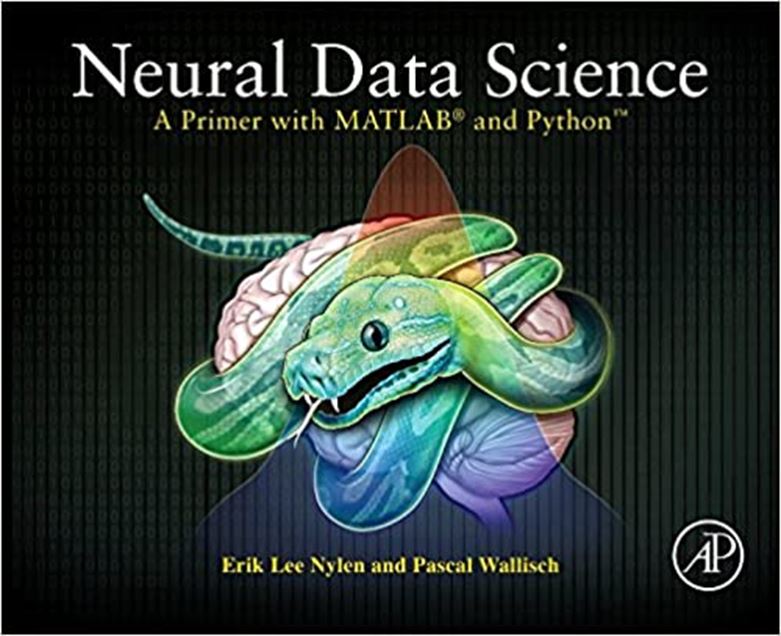 Neural Data Science
A Primer with MATLAB® and Python™
Erik Lee Nylen and Pascal Wallisch
AP